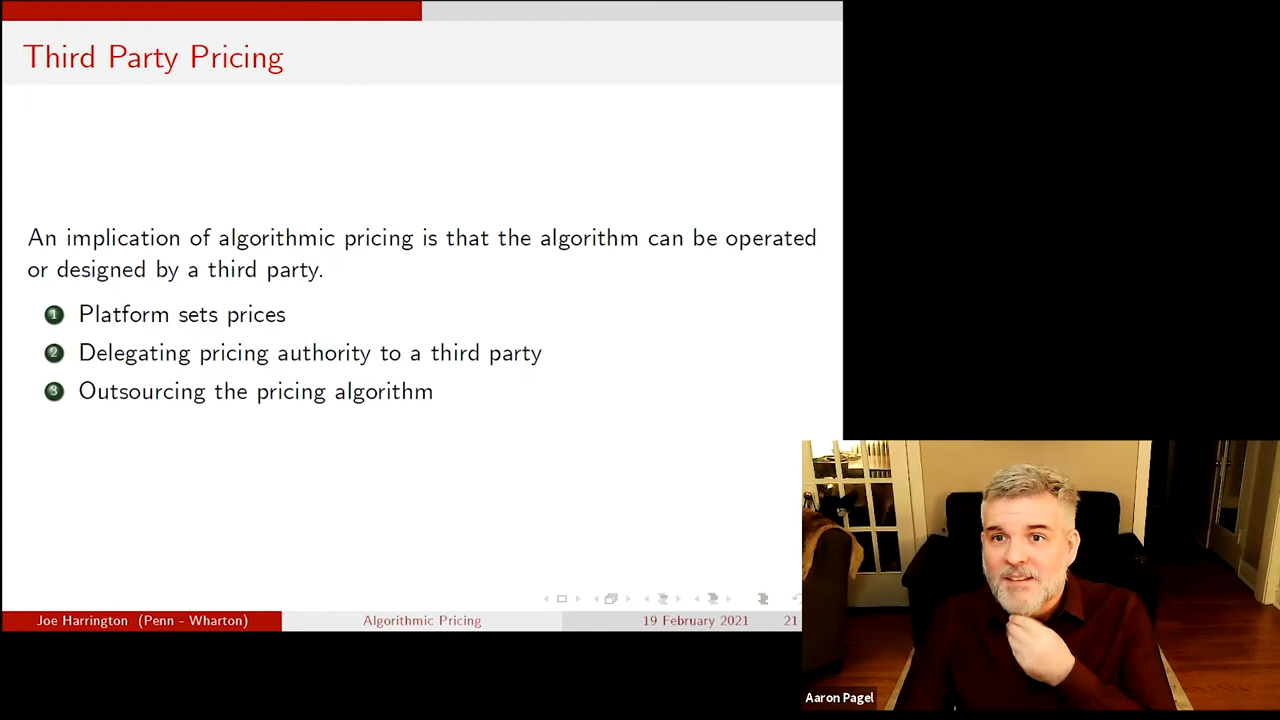 Third Party Pricing
An implication of algorithmic pricing is that the algorithm can be operated
or designed by a third party.
1 Platform sets prices
2 Delegating pricing authority to a third party
3 Outsourcing the pricing algorithm
Joe Harrington (Penn - Wharton) Algorithmic Pricing 19 February 2021 21
Aaron Pagel